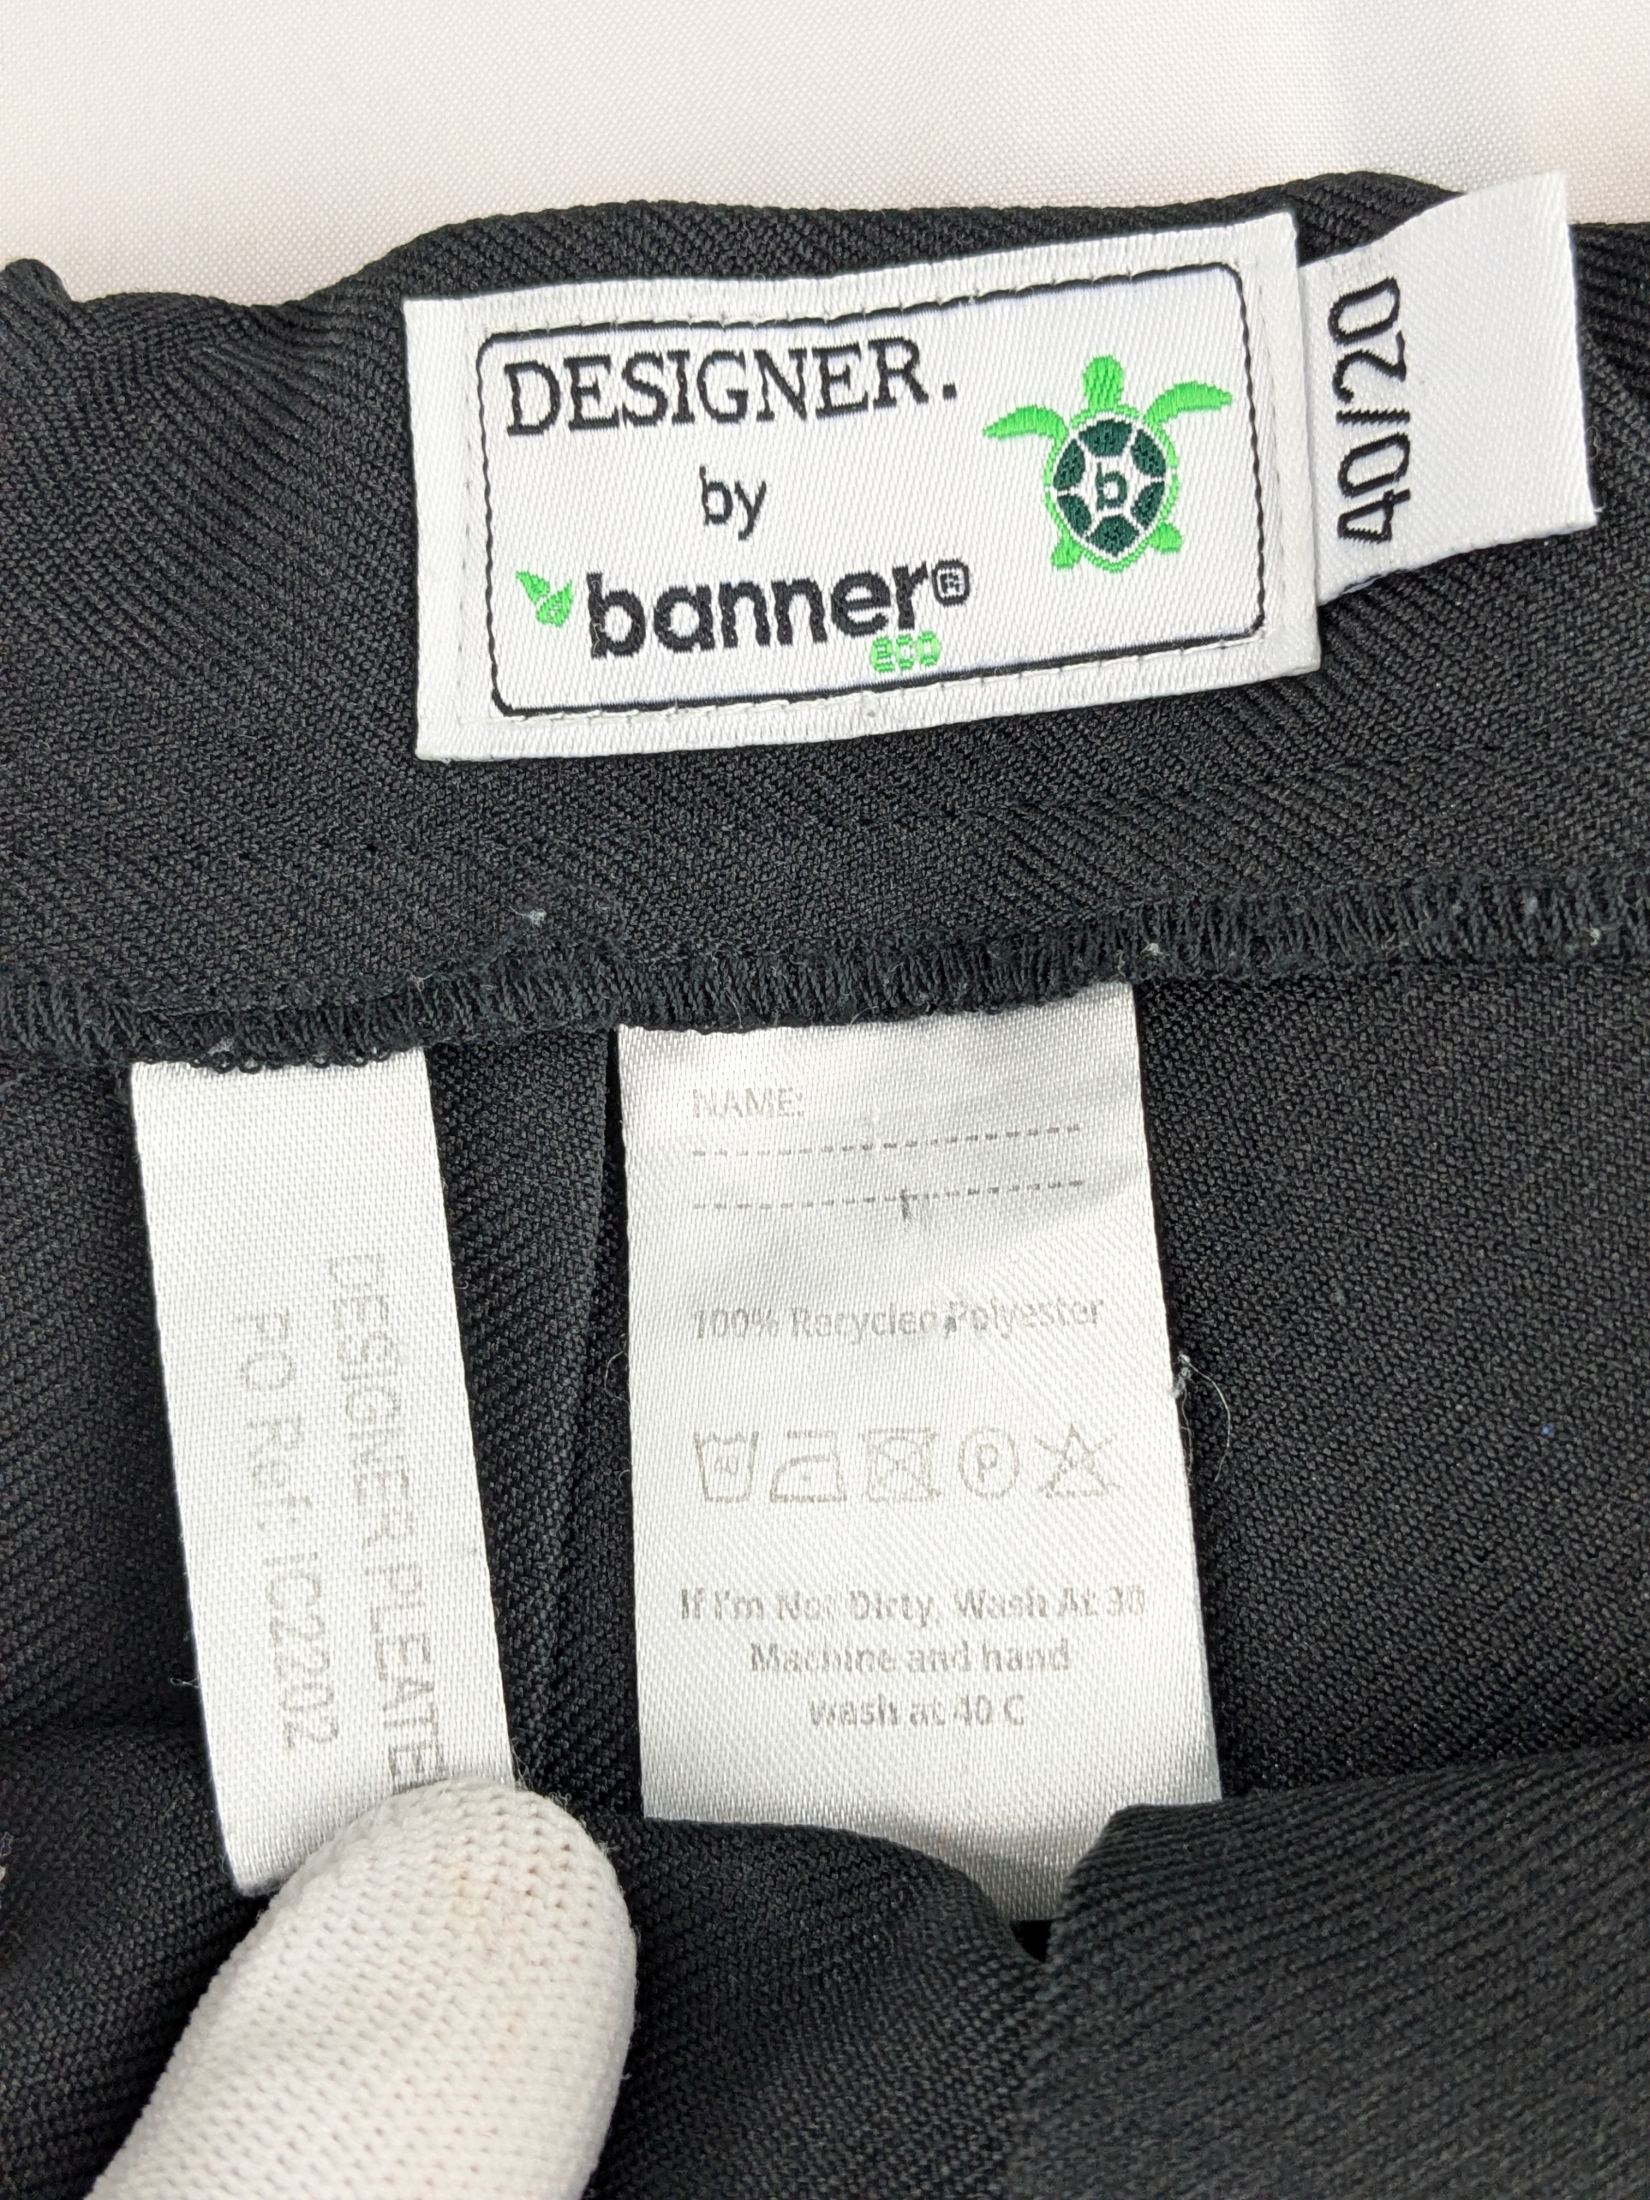 DESIGNER.
by
banner®
eco
b
40/20
NAME:
100% Recycled Polyester
40
P
If I'm Not Dirty, Wash At 30
Machine and hand
wash at 40 C
DESIGNER PLEATE
PO Ref: IC2202